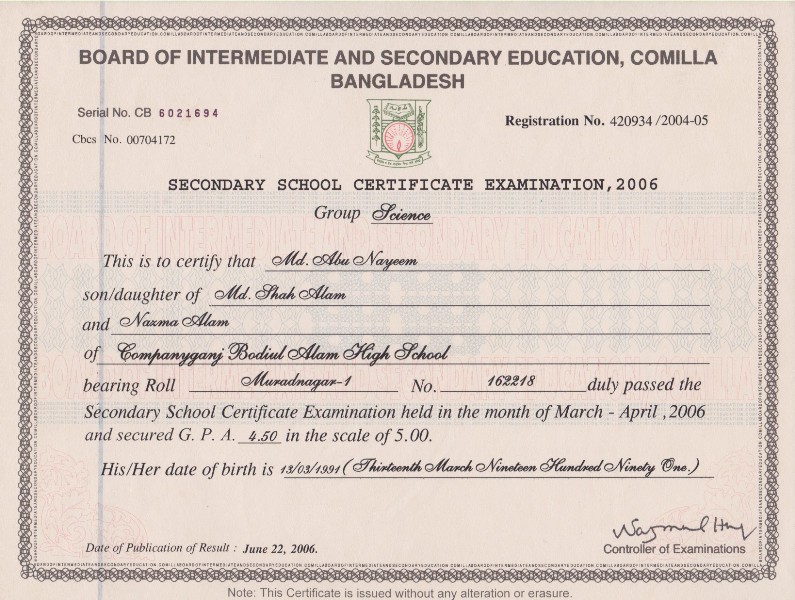 BOARD OF INTERMEDIATE AND SECONDARY EDUCATION, COMILLA
BANGLADESH
Serial No. CB 6021694
Registration No. 420934 /2004-05
Cbcs No. 00704172
SECONDARY SCHOOL CERTIFICATE EXAMINATION,2006
Group Science
This is to certify that Md. Abu Nayeem
son/daughter of Md. Shah Alam
and Nazma Alam
of Companyganj Bodiul Alam High School
bearing Roll Muradnagar-1 No. 162218 duly passed the
Secondary School Certificate Examination held in the month of March - April ,2006
and secured G. P. A. 4.50 in the scale of 5.00.
His/Her date of birth is 13/03/1991 ( Thirteenth March Nineteen Hundred Ninety One.)
Date of Publication of Result : June 22, 2006.
Controller of Examinations
Note: This Certificate is issued without any alteration or erasure.